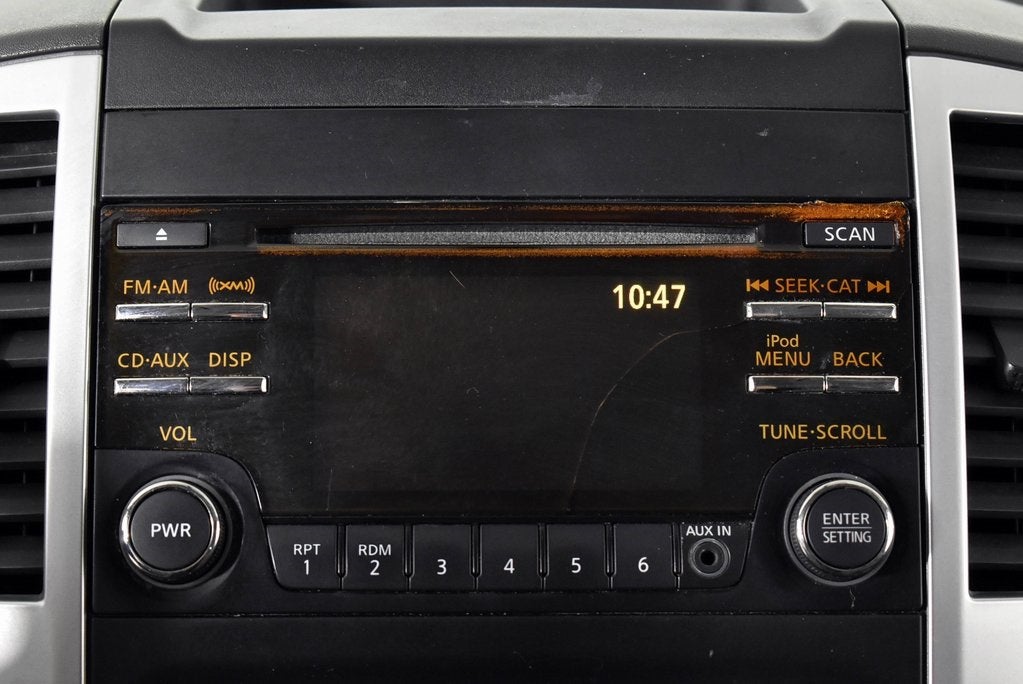 SCAN
FM·AM
((XM))
SEEK·CAT
10:47
iPod
MENU
BACK
CD·AUX
DISP
VOL
TUNE·SCROLL
PWR
ENTER
SETTING
RPT
1
RDM
2
3
4
5
6
AUX IN